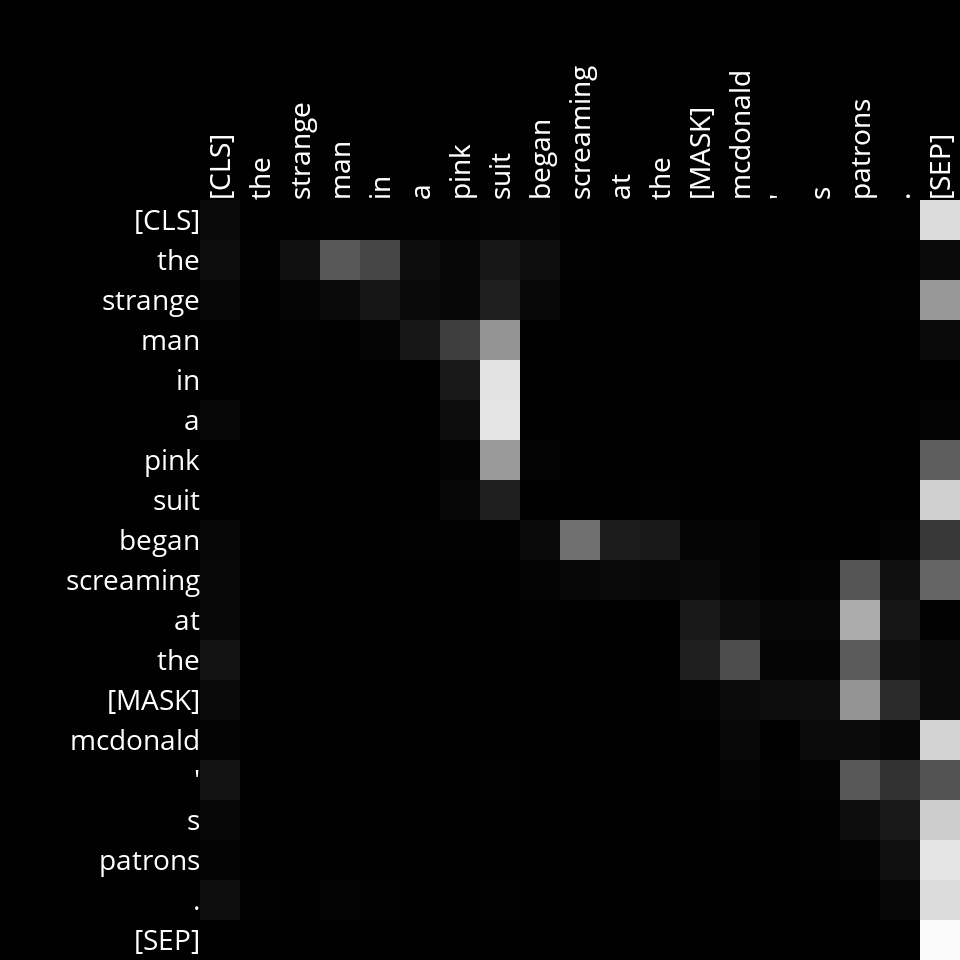 [CLS] the strange man in a pink suit began screaming at the [MASK] mcdonald ' s patrons . [SEP]
[CLS]
the
strange
man
in
a
pink
suit
began
screaming
at
the
[MASK]
mcdonald
'
s
patrons
.
[SEP]